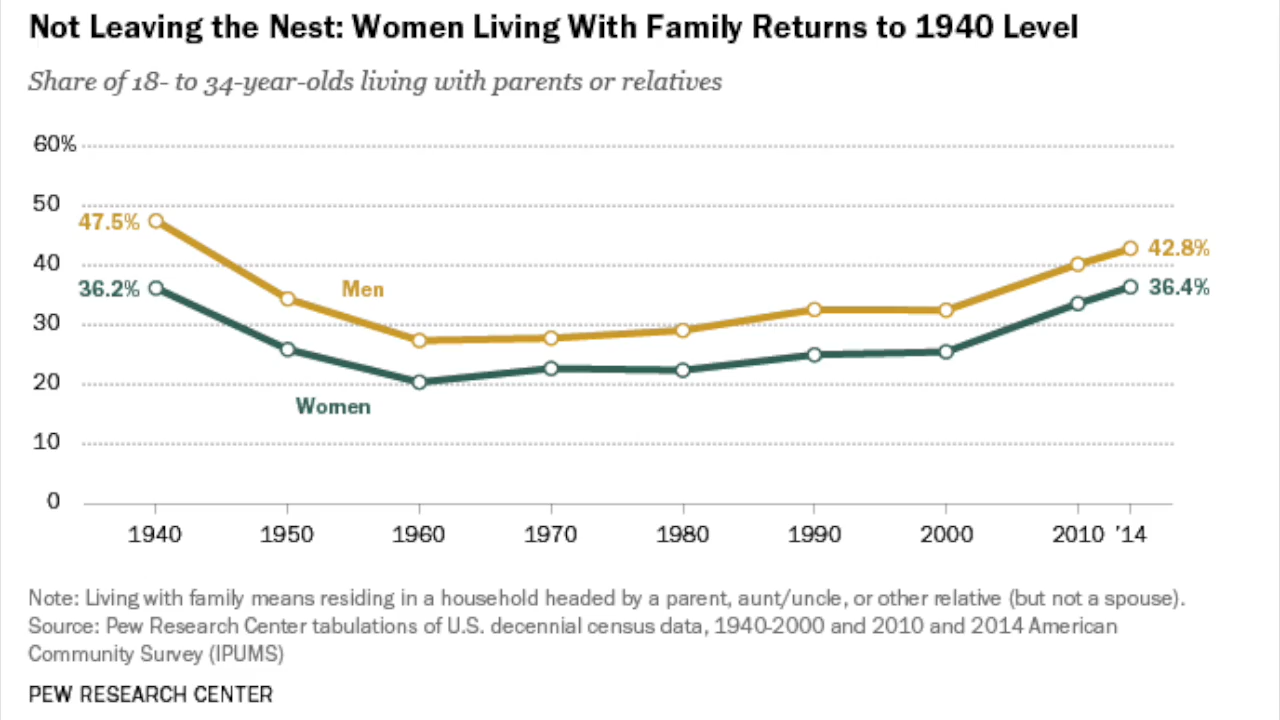 Not Leaving the Nest: Women Living With Family Returns to 1940 Level
Share of 18- to 34-year-olds living with parents or relatives
60%
50
47.5%
42.8%
40
36.2%
Men
36.4%
30
20
Women
10
0
1940 1950 1960 1970 1980 1990 2000 2010 '14
Note: Living with family means residing in a household headed by a parent, aunt/uncle, or other relative (but not a spouse).
Source: Pew Research Center tabulations of U.S. decennial census data, 1940-2000 and 2010 and 2014 American
Community Survey (IPUMS)
PEW RESEARCH CENTER